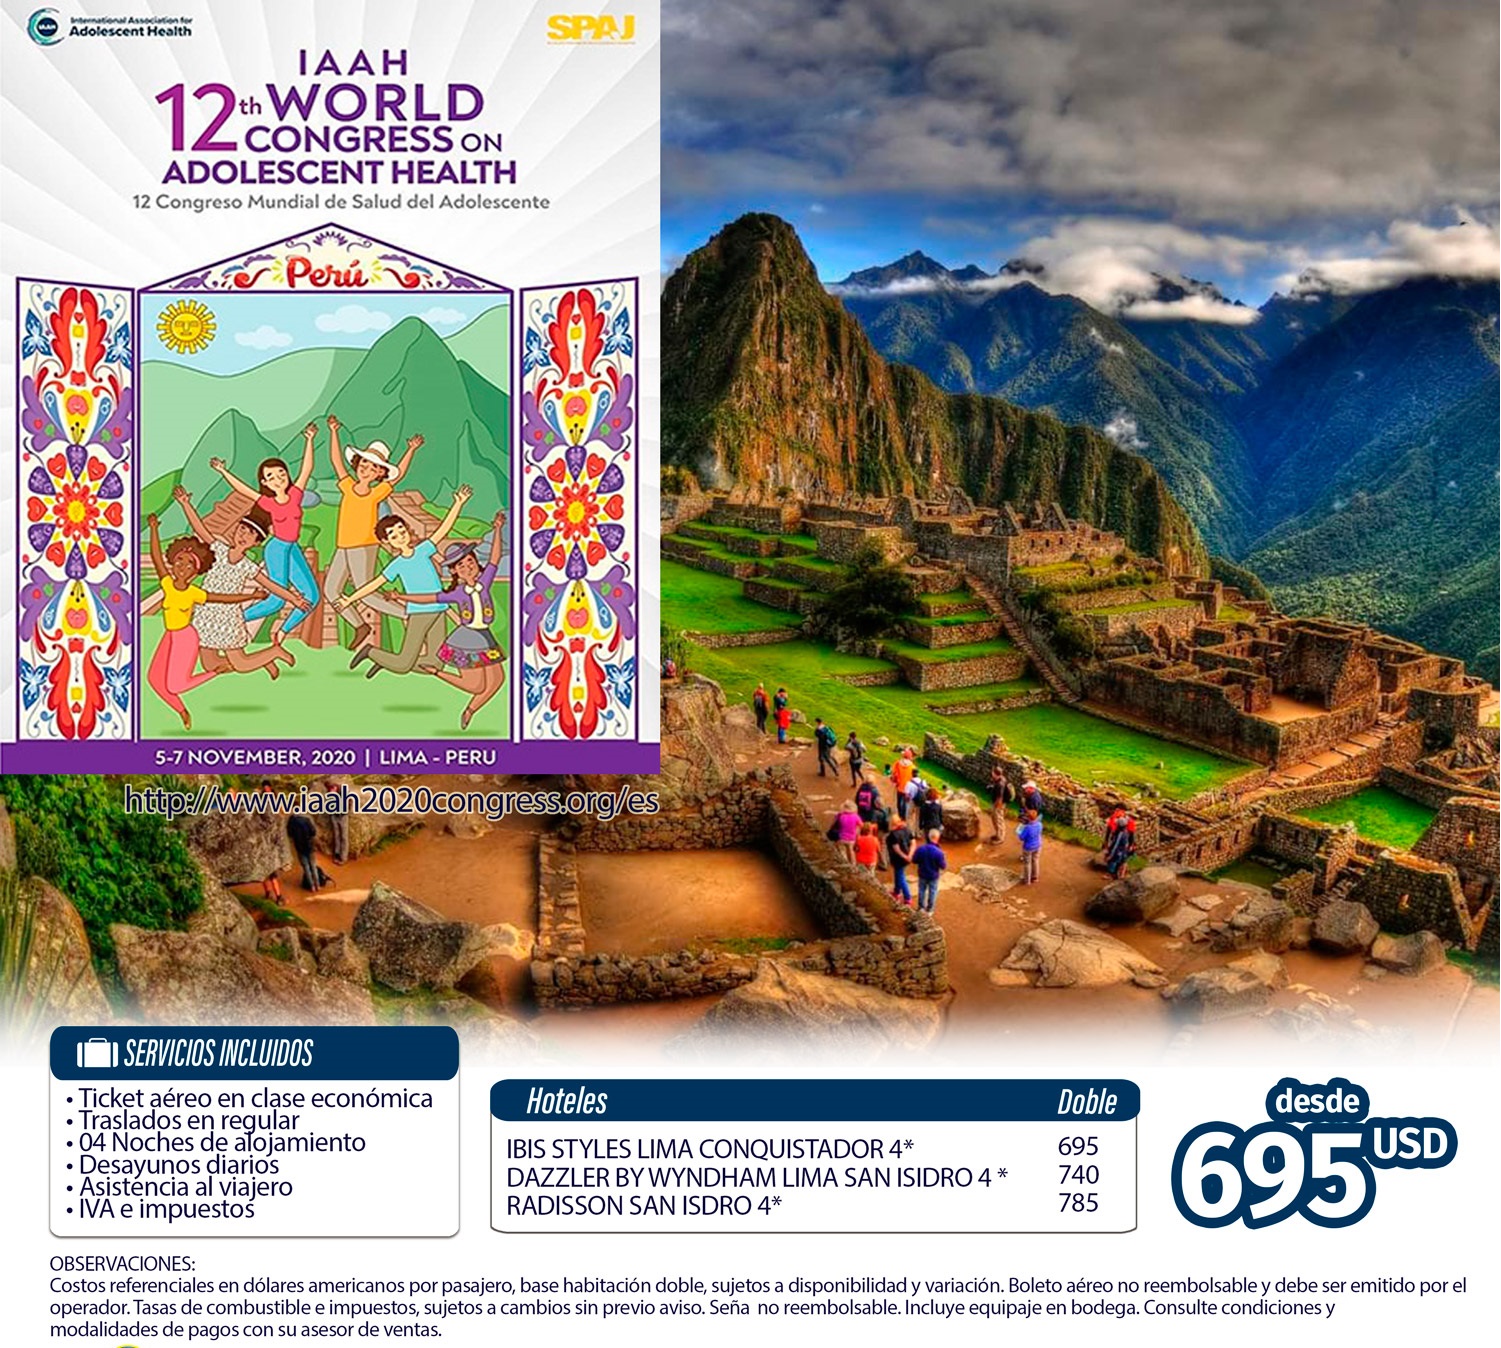 International Association for
Adolescent Health
IAAH
SPAJ
IAAH
12th WORLD
CONGRESS ON
ADOLESCENT HEALTH
12 Congreso Mundial de Salud del Adolescente
Perú
5-7 NOVEMBER, 2020 | LIMA - PERU
http://www.iaah2020congress.org/es
SERVICIOS INCLUIDOS
• Ticket aéreo en clase económica
• Traslados en regular
• 04 Noches de alojamiento
• Desayunos diarios
• Asistencia al viajero
• IVA e impuestos
Hoteles Doble
IBIS STYLES LIMA CONQUISTADOR 4* 695
DAZZLER BY WYNDHAM LIMA SAN ISIDRO 4 * 740
RADISSON SAN ISDRO 4* 785
desde
695 USD
OBSERVACIONES:
Costos referenciales en dólares americanos por pasajero, base habitación doble, sujetos a disponibilidad y variación. Boleto aéreo no reembolsable y debe ser emitido por el
operador. Tasas de combustible e impuestos, sujetos a cambios sin previo aviso. Seña no reembolsable. Incluye equipaje en bodega. Consulte condiciones y
modalidades de pagos con su asesor de ventas.